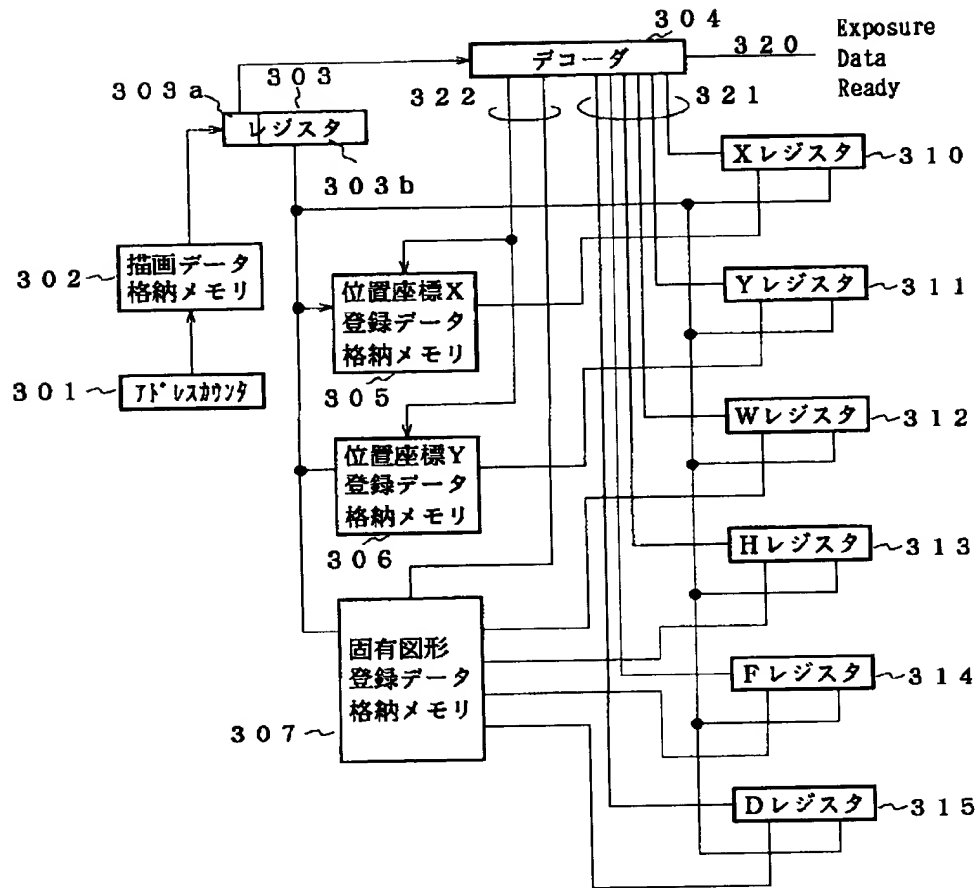 304
デコーダ
320
Exposure
Data
Ready
303
303a
レジスタ
303b
322
321
Xレジスタ
310
302
描画データ
格納メモリ
301
アドレスカウンタ
位置座標X
登録データ
格納メモリ
305
Yレジスタ
311
位置座標Y
登録データ
格納メモリ
306
Wレジスタ
312
Hレジスタ
313
固有図形
登録データ
格納メモリ
307
Fレジスタ
314
Dレジスタ
315